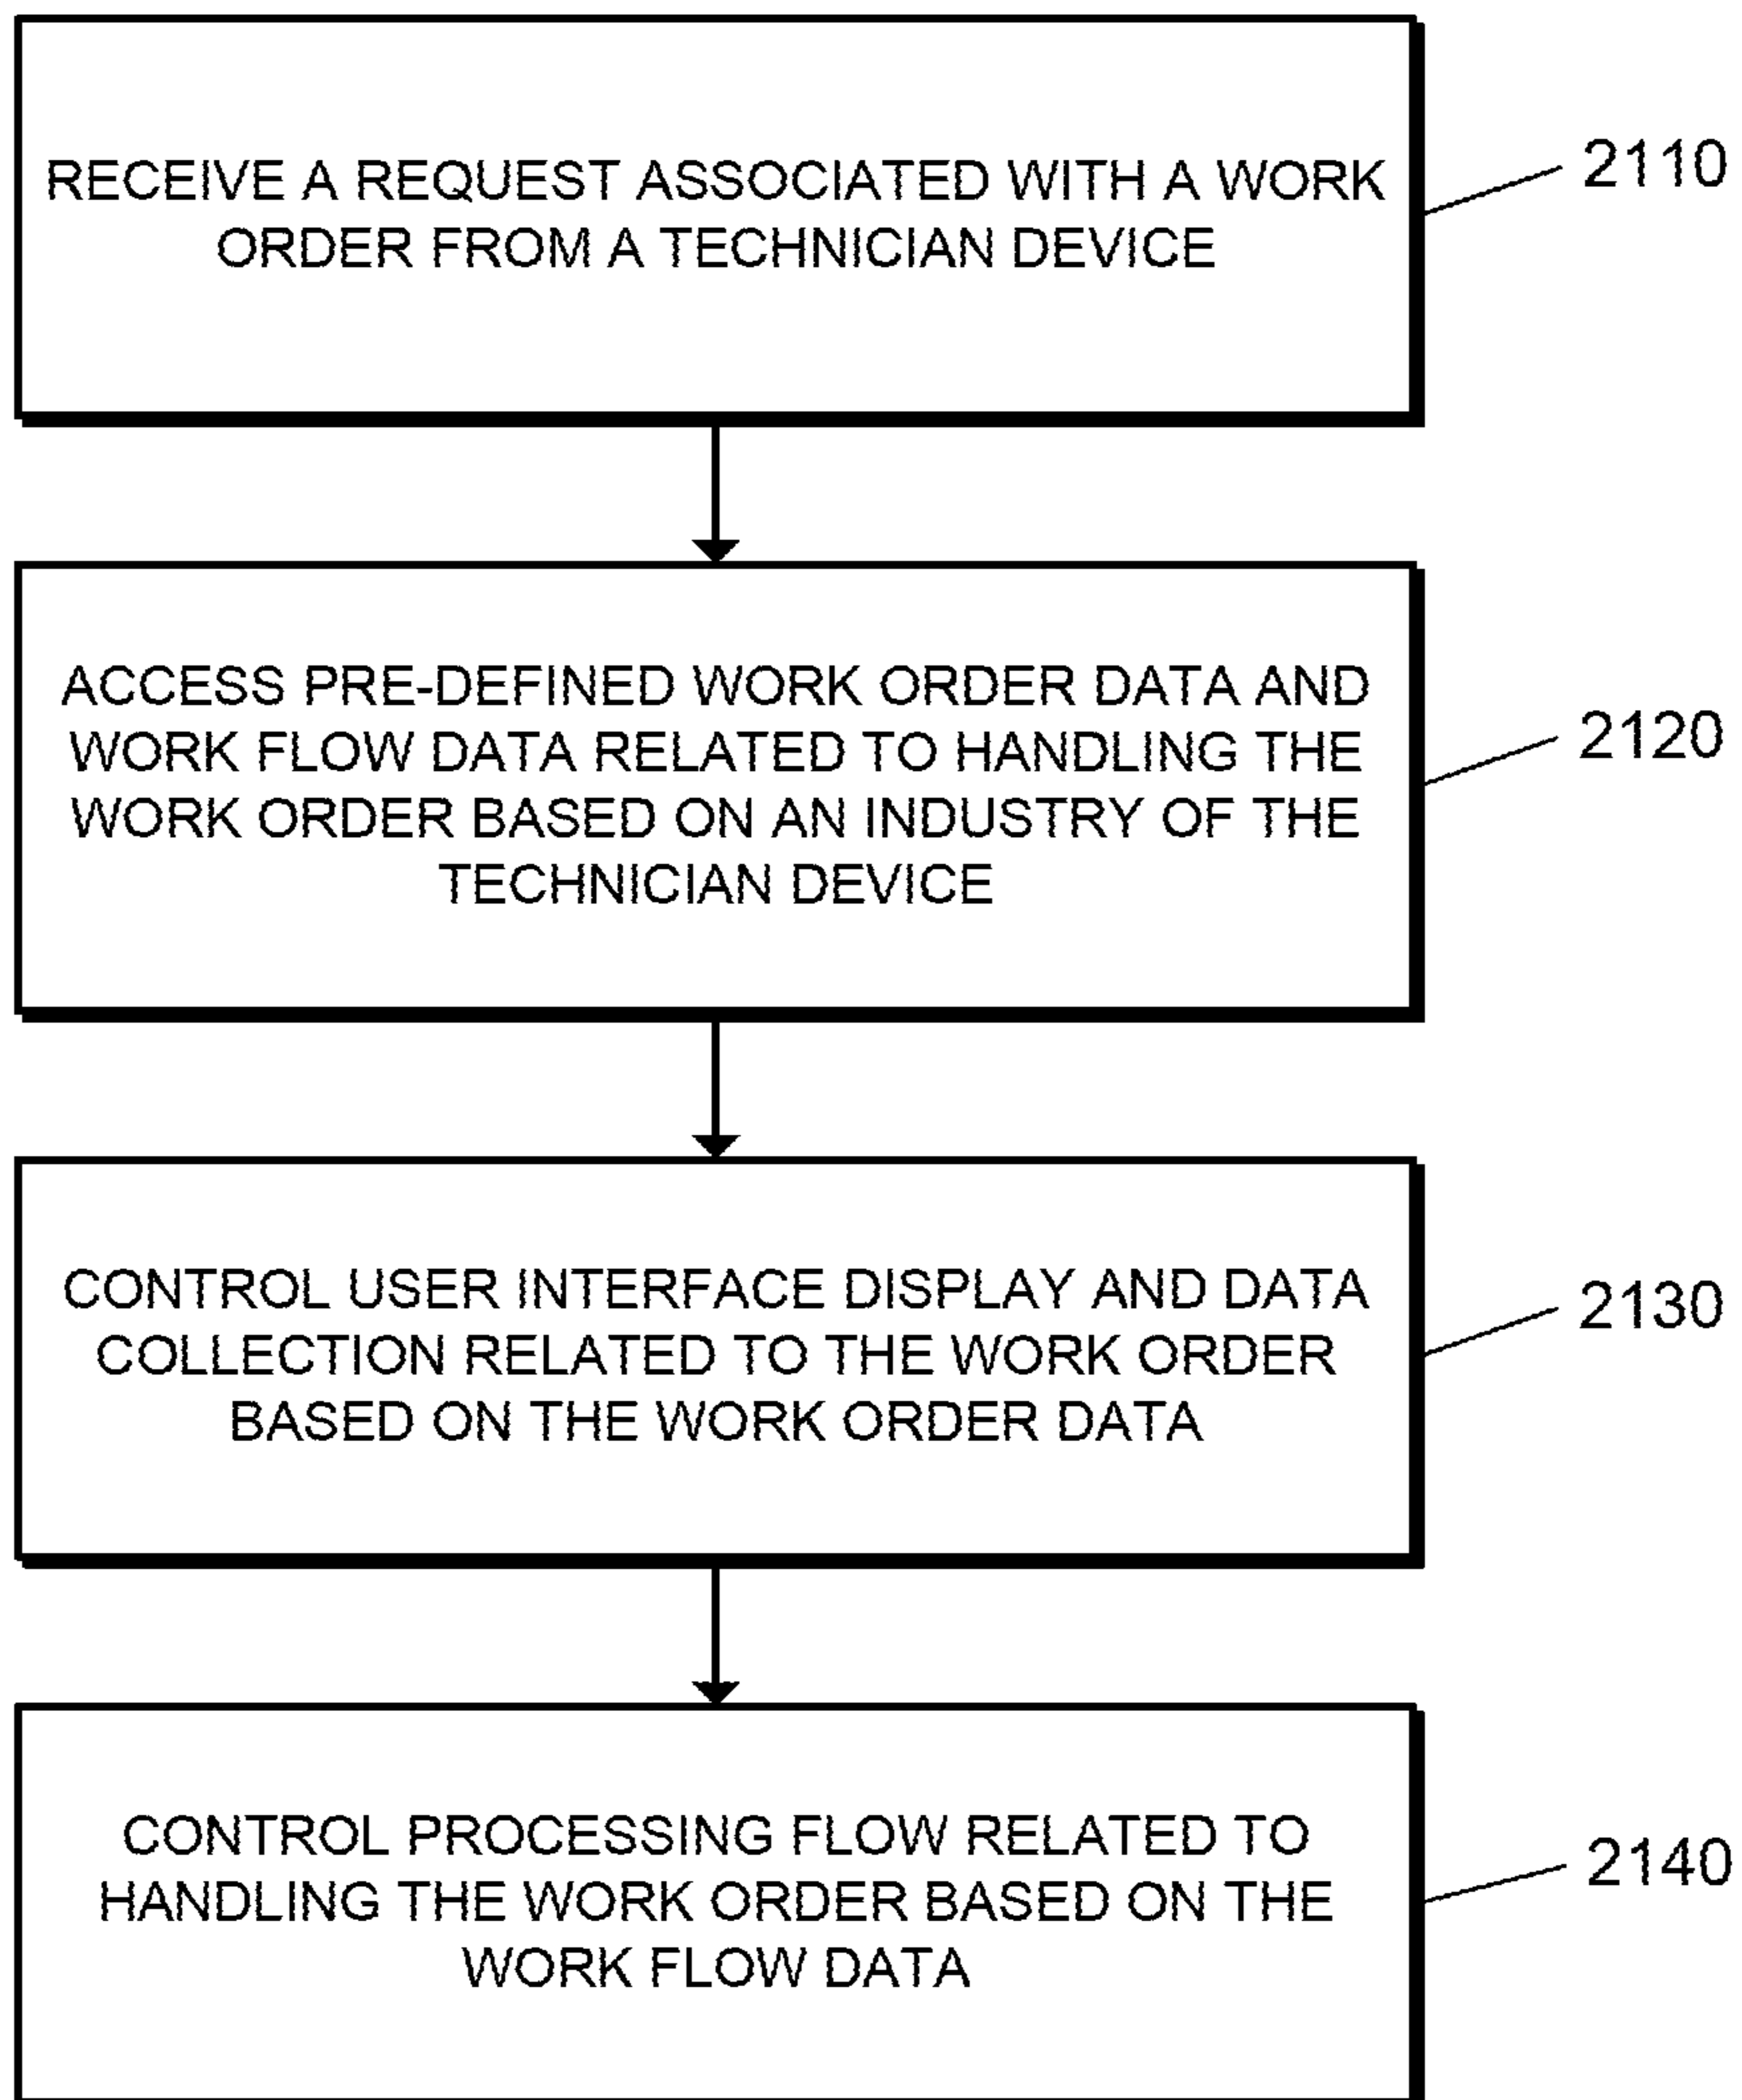 RECEIVE A REQUEST ASSOCIATED WITH A WORK
ORDER FROM A TECHNICIAN DEVICE
2110
ACCESS PRE-DEFINED WORK ORDER DATA AND
WORK FLOW DATA RELATED TO HANDLING THE
WORK ORDER BASED ON AN INDUSTRY OF THE
TECHNICIAN DEVICE
2120
CONTROL USER INTERFACE DISPLAY AND DATA
COLLECTION RELATED TO THE WORK ORDER
BASED ON THE WORK ORDER DATA
2130
CONTROL PROCESSING FLOW RELATED TO
HANDLING THE WORK ORDER BASED ON THE
WORK FLOW DATA
2140